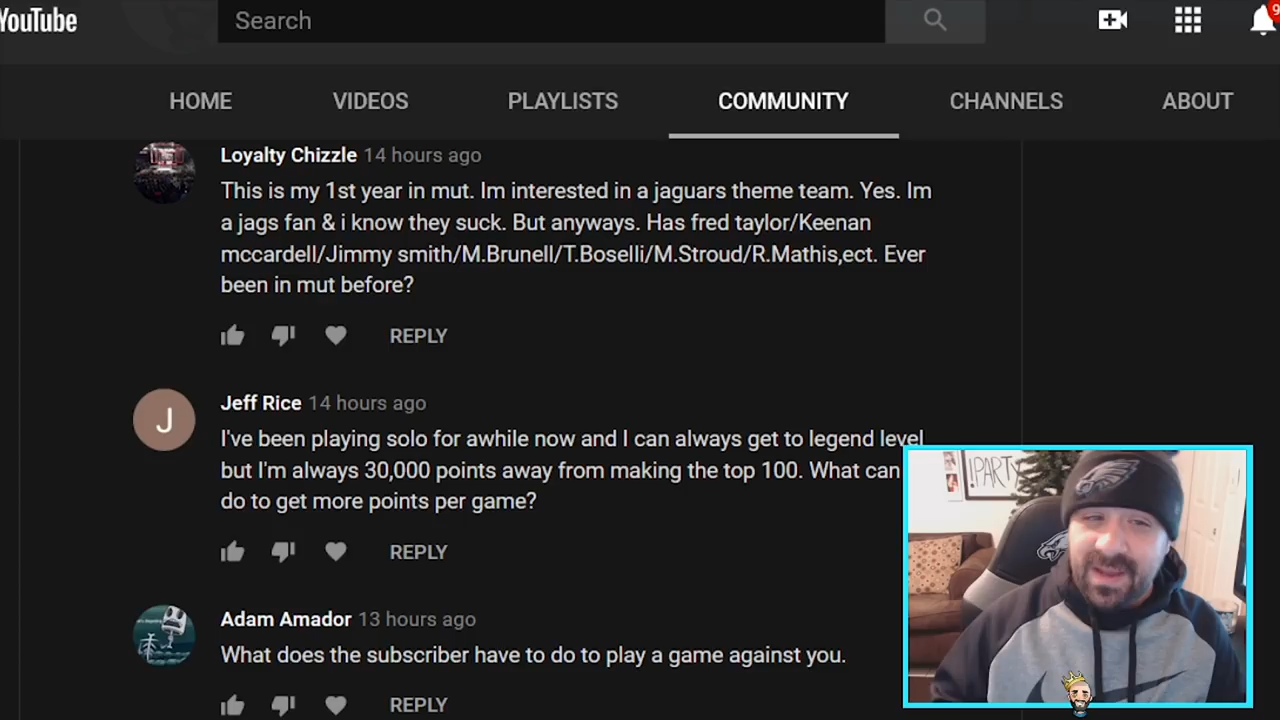 YouTube
Search
9
HOME VIDEOS PLAYLISTS COMMUNITY CHANNELS ABOUT
Loyalty Chizzle 14 hours ago
This is my 1st year in mut. Im interested in a jaguars theme team. Yes. Im
a jags fan & i know they suck. But anyways. Has fred taylor/Keenan
mccardell/Jimmy smith/M.Brunell/T.Boselli/M.Stroud/R.Mathis,ect. Ever
been in mut before?
REPLY
J
Jeff Rice 14 hours ago
I've been playing solo for awhile now and I can always get to legend level
but I'm always 30,000 points away from making the top 100. What can
do to get more points per game?
REPLY
!PARTY
Adam Amador 13 hours ago
What does the subscriber have to do to play a game against you.
REPLY